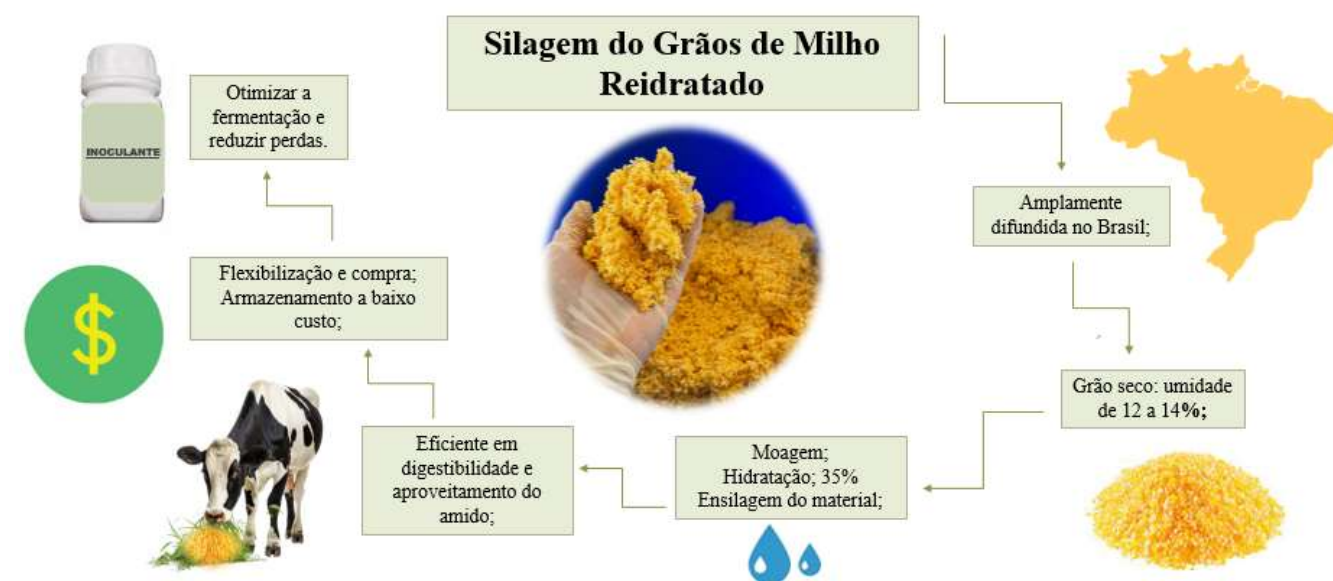 Silagem do Grãos de Milho
Reidratado
Amplamente
difundida no Brasil;
Grão seco: umidade
de 12 a 14%;
Moagem;
Hidratação; 35%
Ensilagem do material;
Eficiente em
digestibilidade e
aproveitamento do
amido;
Flexibilização e compra;
Armazenamento a baixo
custo;
Otimizar a
fermentação e
reduzir perdas.
INOCULANTE
$